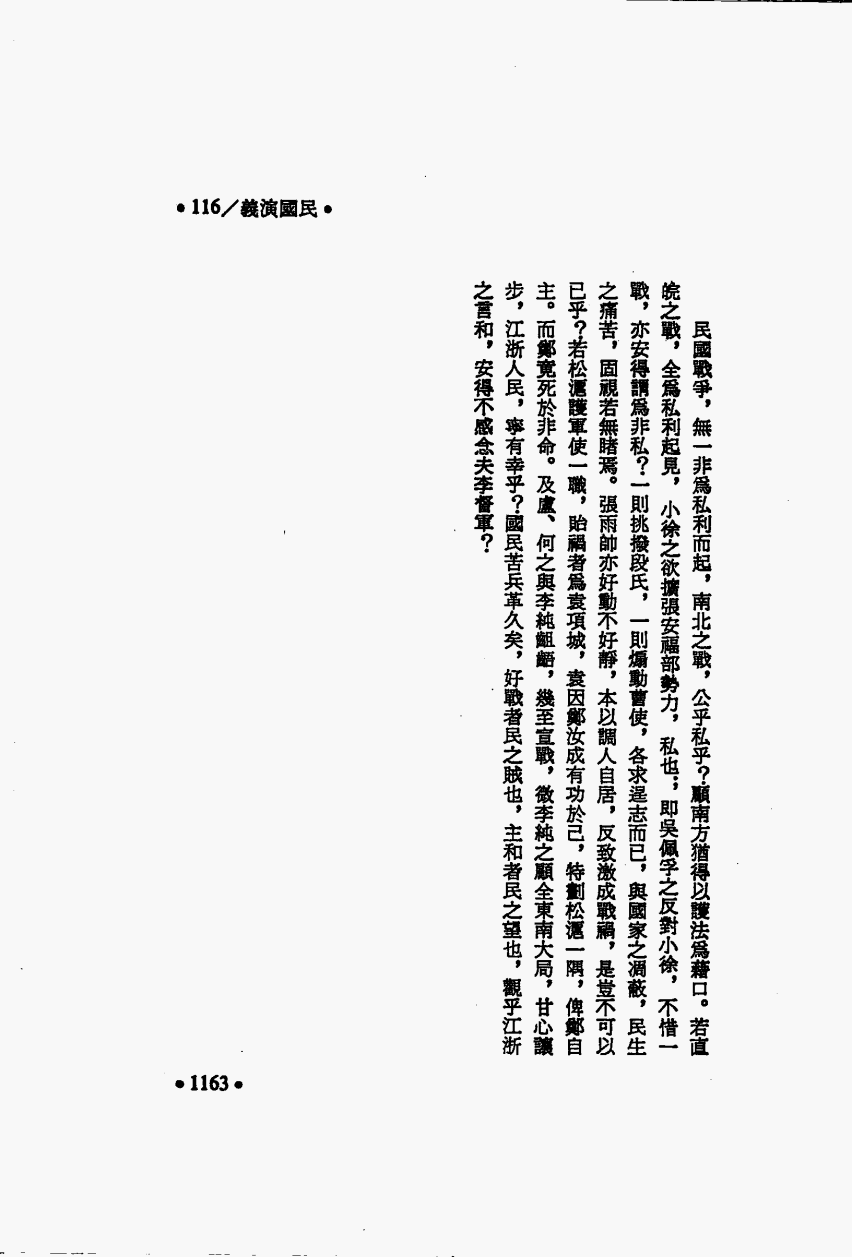 •116／義演國民•
民國戰爭，無一非爲私利而起，南北之戰，公乎私乎？顧南方猶得以護法爲藉口。若直
皖之戰，全爲私利起見，小徐之欲擴張安福部勢力，私也；即吳佩孚之反對小徐，不惜一
戰，亦安得謂爲非私？一則挑撥段氏，一則煽動曹使，各求逞志而已，與國家之凋蔽，民生
之痛苦，固視若無睹焉。張雨帥亦好動不好靜，本以調人自居，反致激成戰禍，是豈不可以
已乎？若松滬護軍使一職，貽禍者爲袁項城，袁因鄭汝成有功於己，特劃松滬一隅，俾鄭自
主。而鄭竟死於非命。及盧、何之與李純齟齬，幾至宣戰，微李純之顧全東南大局，甘心讓
步，江浙人民，寧有幸乎？國民苦兵革久矣，好戰者民之賊也，主和者民之望也，觀乎江浙
之言和，安得不感念夫李督軍？
•1163•